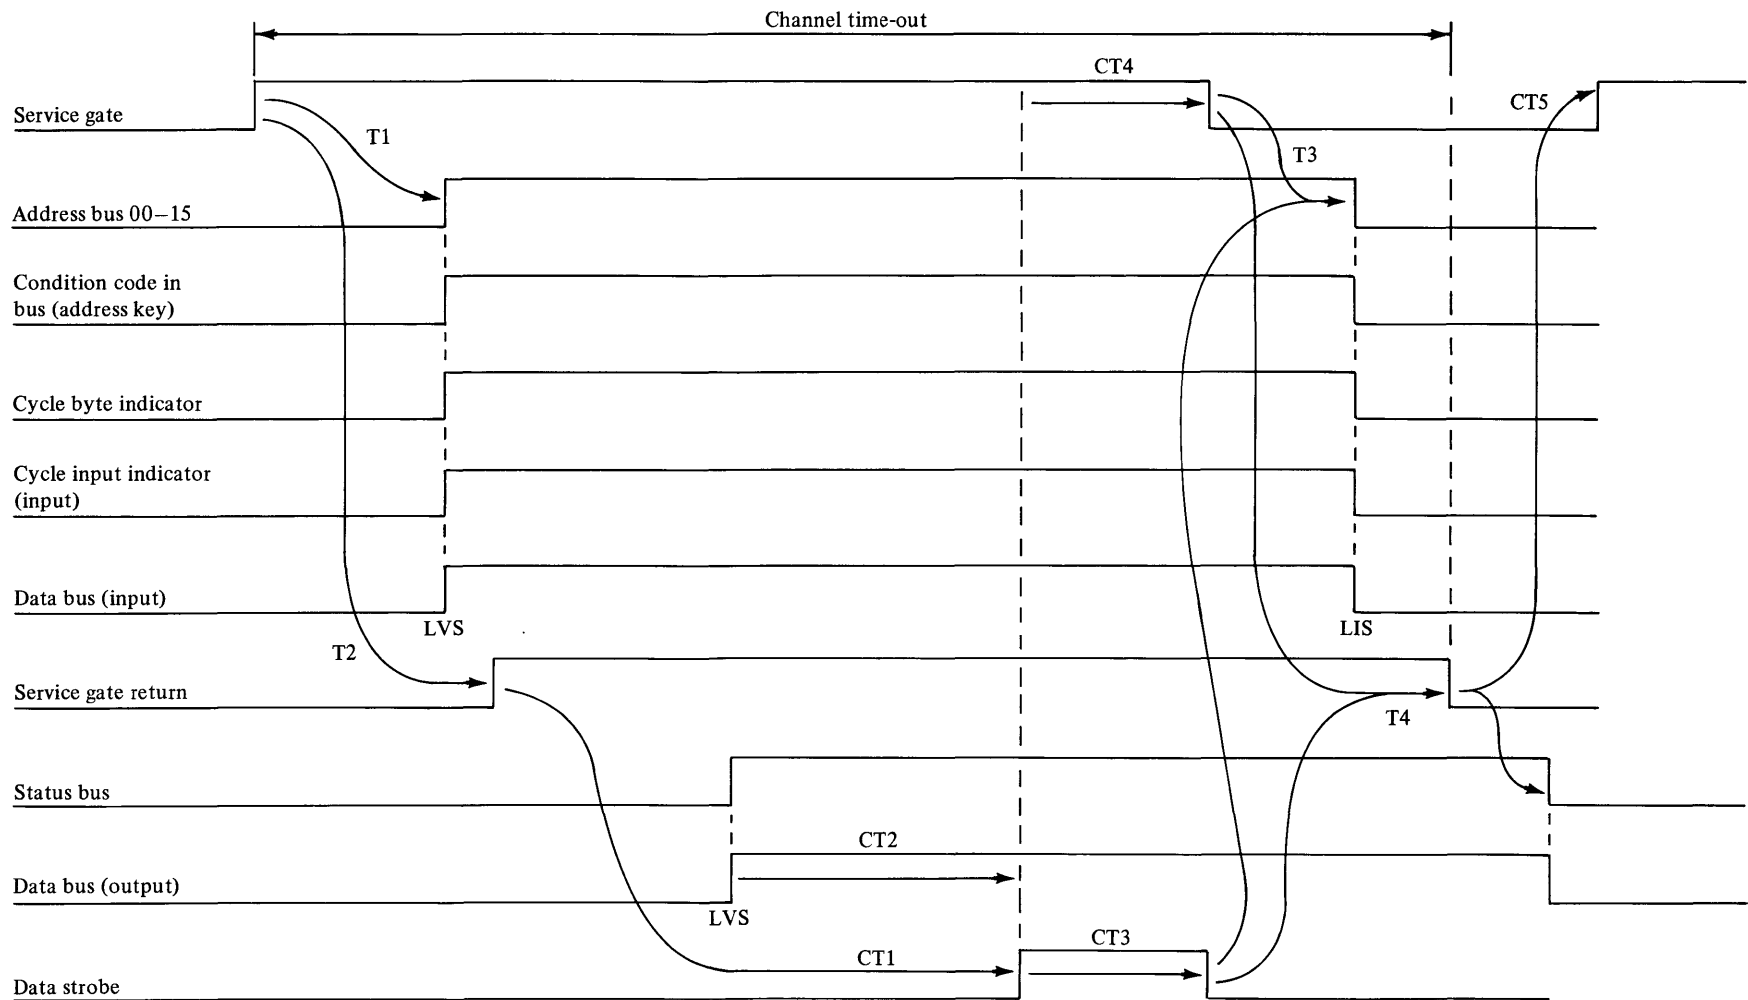 Channel time-out
CT4
Service gate
CT5
T1
T3
Address bus 00–15
Condition code in
bus (address key)
Cycle byte indicator
Cycle input indicator
(input)
Data bus (input)
LVS
LIS
T2
Service gate return
T4
Status bus
CT2
Data bus (output)
LVS
CT3
CT1
Data strobe